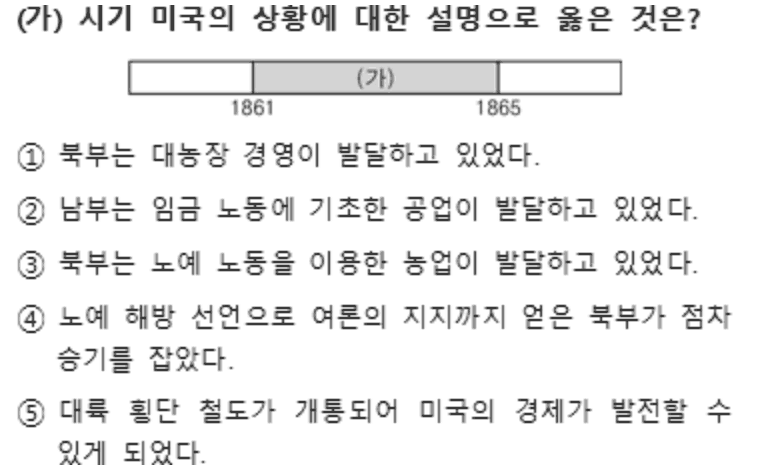 (가) 시기 미국의 상황에 대한 설명으로 옳은 것은?
(가)
1861 1865
① 북부는 대농장 경영이 발달하고 있었다.
② 남부는 임금 노동에 기초한 공업이 발달하고 있었다.
③ 북부는 노예 노동을 이용한 농업이 발달하고 있었다.
④ 노예 해방 선언으로 여론의 지지까지 얻은 북부가 점차
승기를 잡았다.
⑤ 대륙 횡단 철도가 개통되어 미국의 경제가 발전할 수
있게 되었다.